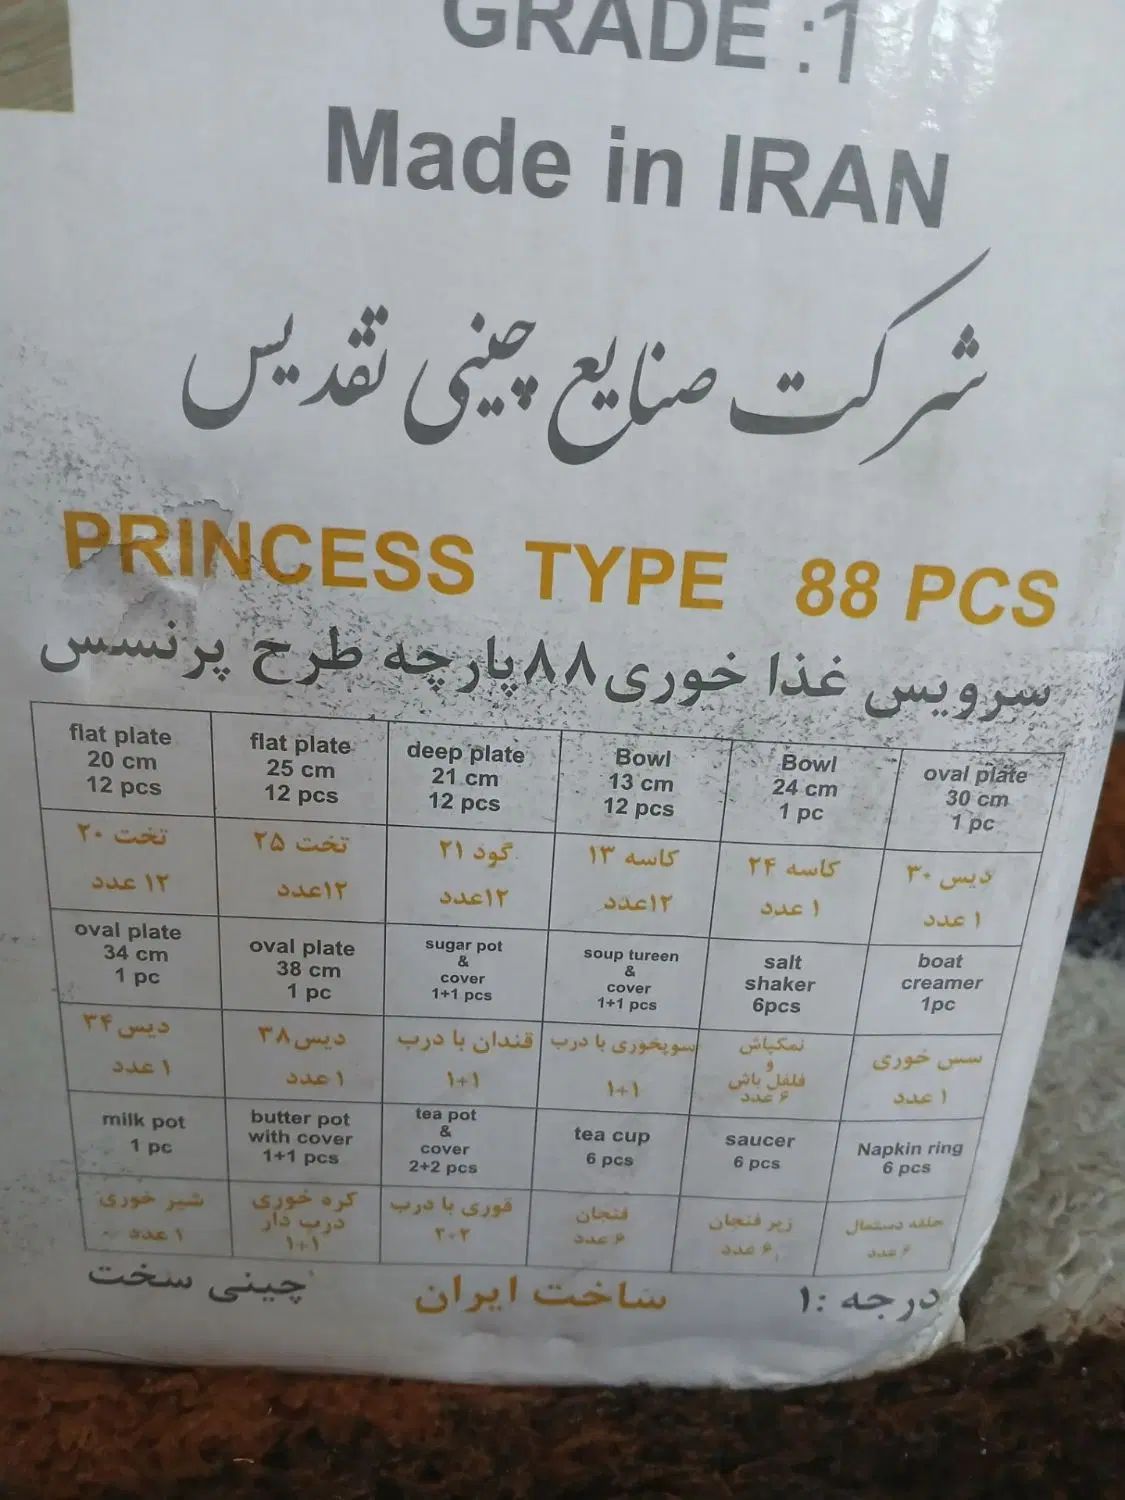 GRADE :1
Made in IRAN
شرکت صنایع چینی تقدیس
PRINCESS TYPE 88 PCS
سرویس غذا خوری ۸۸ پارچه طرح پرنسس
flat plate
20 cm
12 pcs
flat plate
25 cm
12 pcs
deep plate
21 cm
12 pcs
Bowl
13 cm
12 pcs
Bowl
24 cm
1 pc
oval plate
30 cm
1 pc
تخت ۲۰
۱۲ عدد
تخت ۲۵
۱۲عدد
گود ۲۱
۱۲عدد
کاسه ۱۳
۱۲عدد
کاسه ۲۴
۱ عدد
دیس ۳۰
۱ عدد
oval plate
34 cm
1 pc
oval plate
38 cm
1 pc
sugar pot
&
cover
1+1 pcs
soup tureen
&
cover
1+1 pcs
salt
shaker
6pcs
boat
creamer
1pc
دیس ۳۴
۱ عدد
دیس۳۸
۱عدد
قندان با درب
۱+۱
سوپخوری با درب
۱+۱
نمکپاش
و
فلفل پاش
۶ عدد
سس خوری
۱ عدد
milk pot
1 pc
butter pot
with cover
1+1 pcs
tea pot
&
cover
2+2 pcs
tea cup
6 pcs
saucer
6 pcs
Napkin ring
6 pcs
شیر خوری
۱ عدد
کره خوری
درب دار
۱+۱
قوری با درب
۲+۲
فنجان
۶ عدد
زیر فنجان
۶ عدد
حلقه دستمال
۶ عدد
درجه :۱
ساخت ایران
چینی سخت